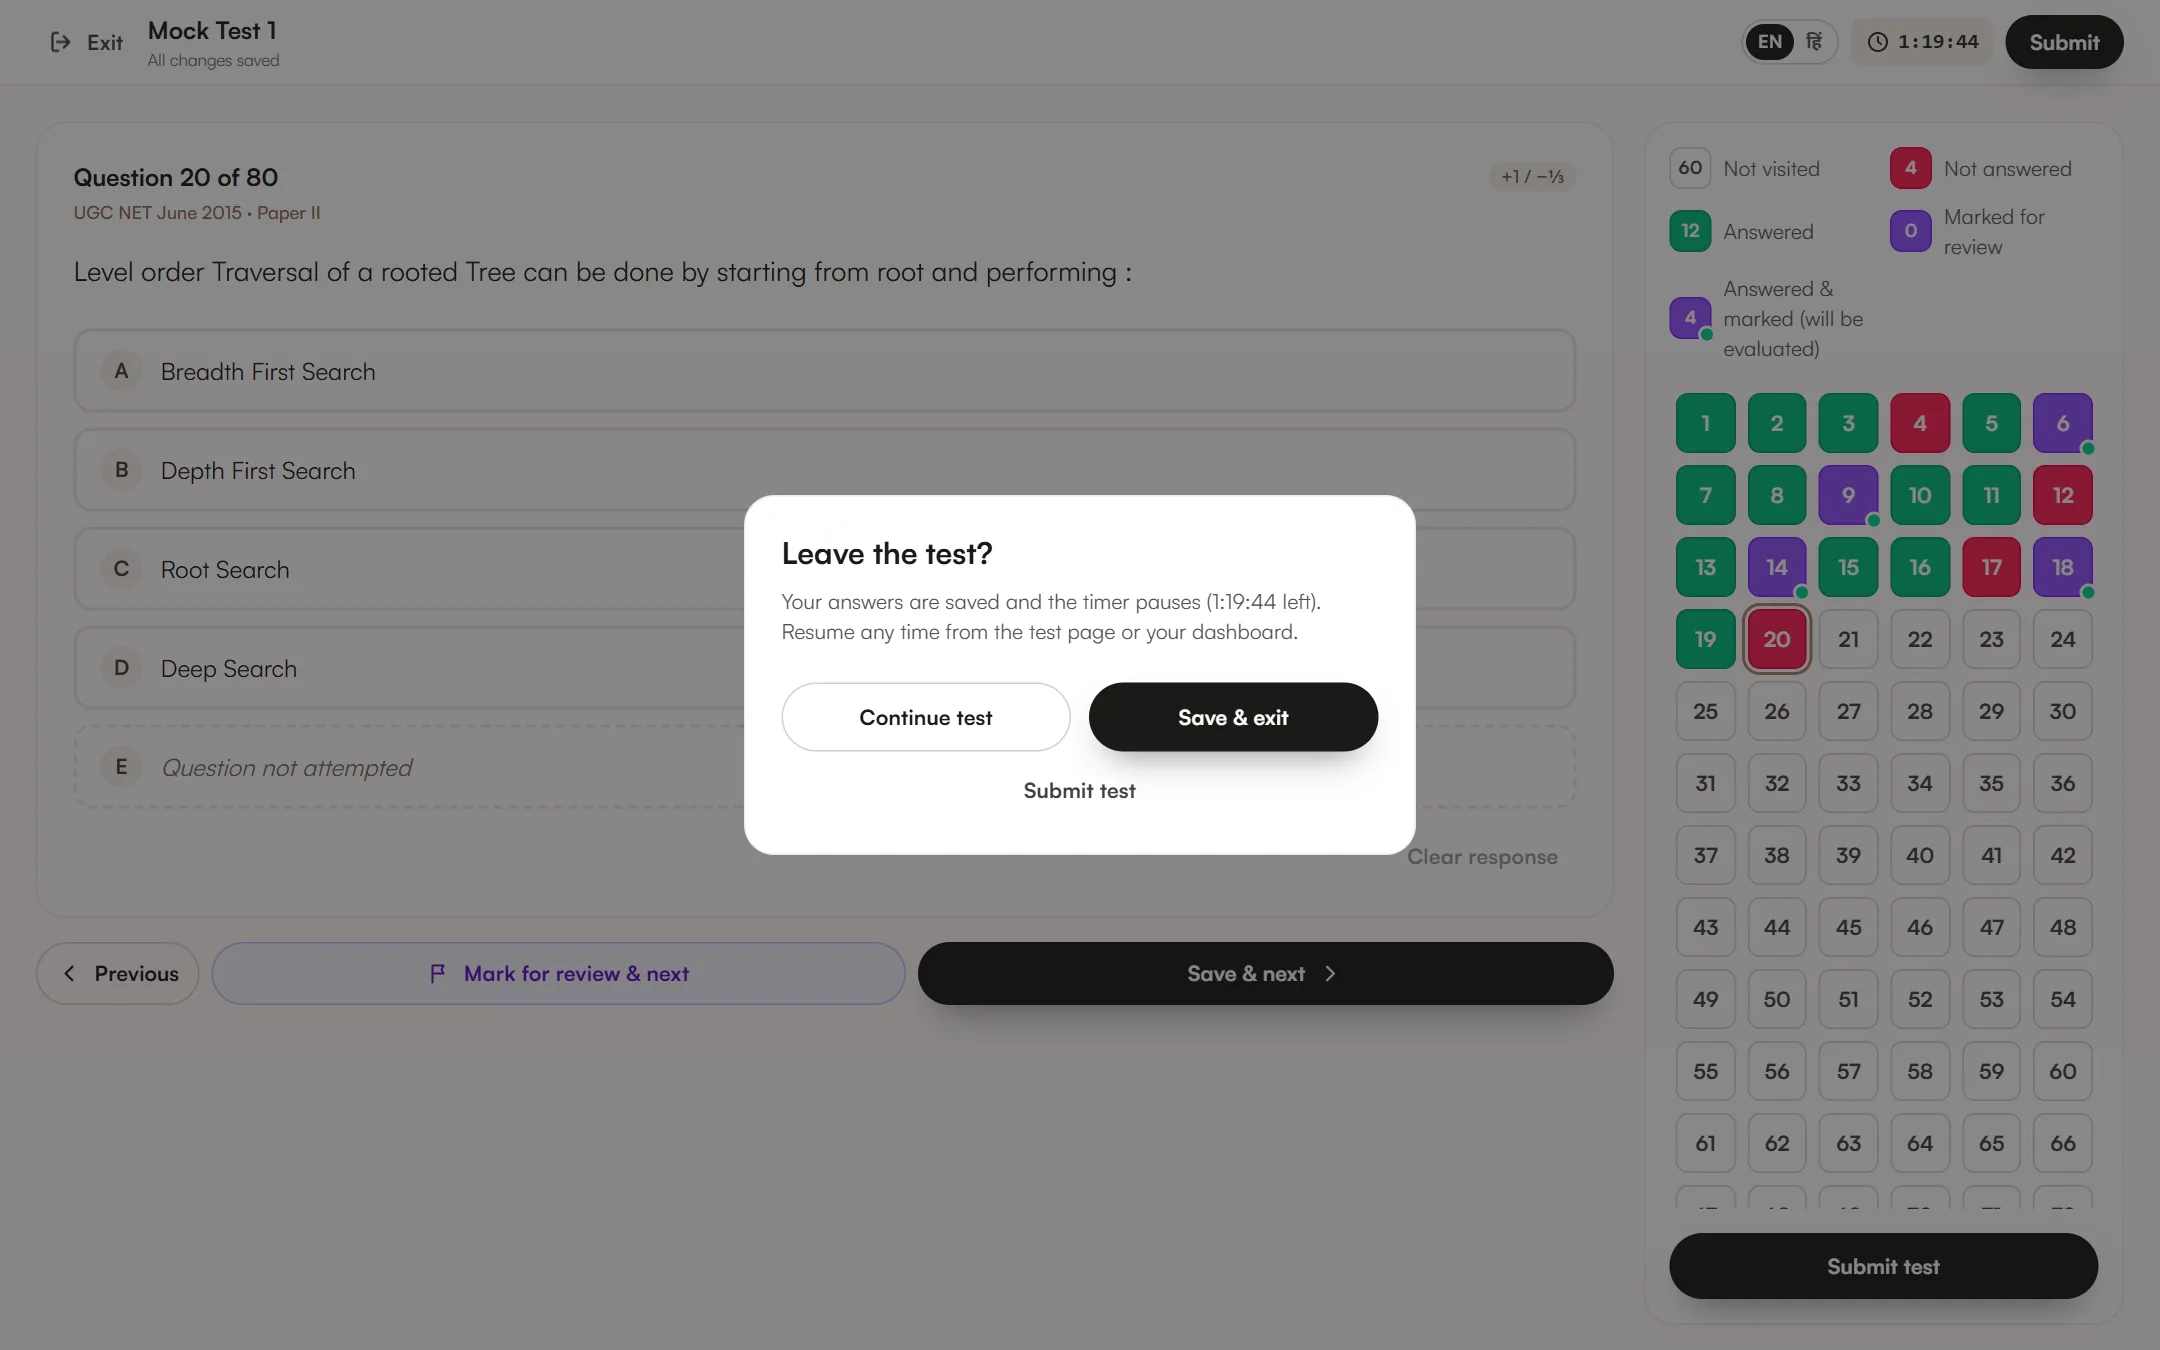 Exit
Mock Test 1
All changes saved
EN
हिं
1:19:44
Submit
Question 20 of 80
+1 / −⅓
UGC NET June 2015 • Paper II
Level order Traversal of a rooted Tree can be done by starting from root and performing :
A Breadth First Search
B Depth First Search
C Root Search
D Deep Search
E Question not attempted
Clear response
Previous
Mark for review & next
Save & next
Leave the test?
Your answers are saved and the timer pauses (1:19:44 left).
Resume any time from the test page or your dashboard.
Continue test
Save & exit
Submit test
60 Not visited
4 Not answered
12 Answered
0 Marked for
review
4 Answered &
marked (will be
evaluated)
1 2 3 4 5 6
7 8 9 10 11 12
13 14 15 16 17 18
19 20 21 22 23 24
25 26 27 28 29 30
31 32 33 34 35 36
37 38 39 40 41 42
43 44 45 46 47 48
49 50 51 52 53 54
55 56 57 58 59 60
61 62 63 64 65 66
Submit test